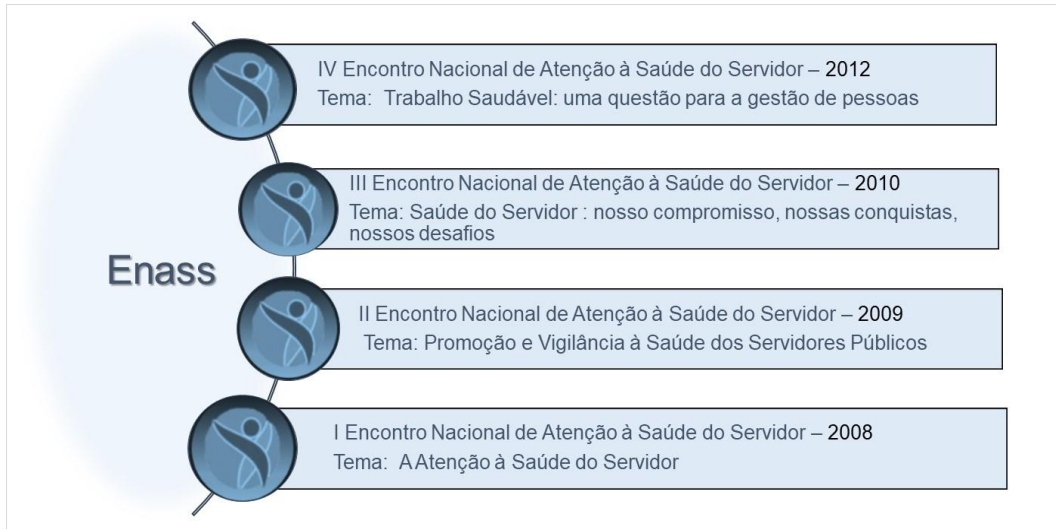 IV Encontro Nacional de Atenção à Saúde do Servidor – 2012
Tema: Trabalho Saudável: uma questão para a gestão de pessoas
III Encontro Nacional de Atenção à Saúde do Servidor – 2010
Tema: Saúde do Servidor : nosso compromisso, nossas conquistas,
nossos desafios
Enass
II Encontro Nacional de Atenção à Saúde do Servidor – 2009
Tema: Promoção e Vigilância à Saúde dos Servidores Públicos
I Encontro Nacional de Atenção à Saúde do Servidor – 2008
Tema: A Atenção à Saúde do Servidor